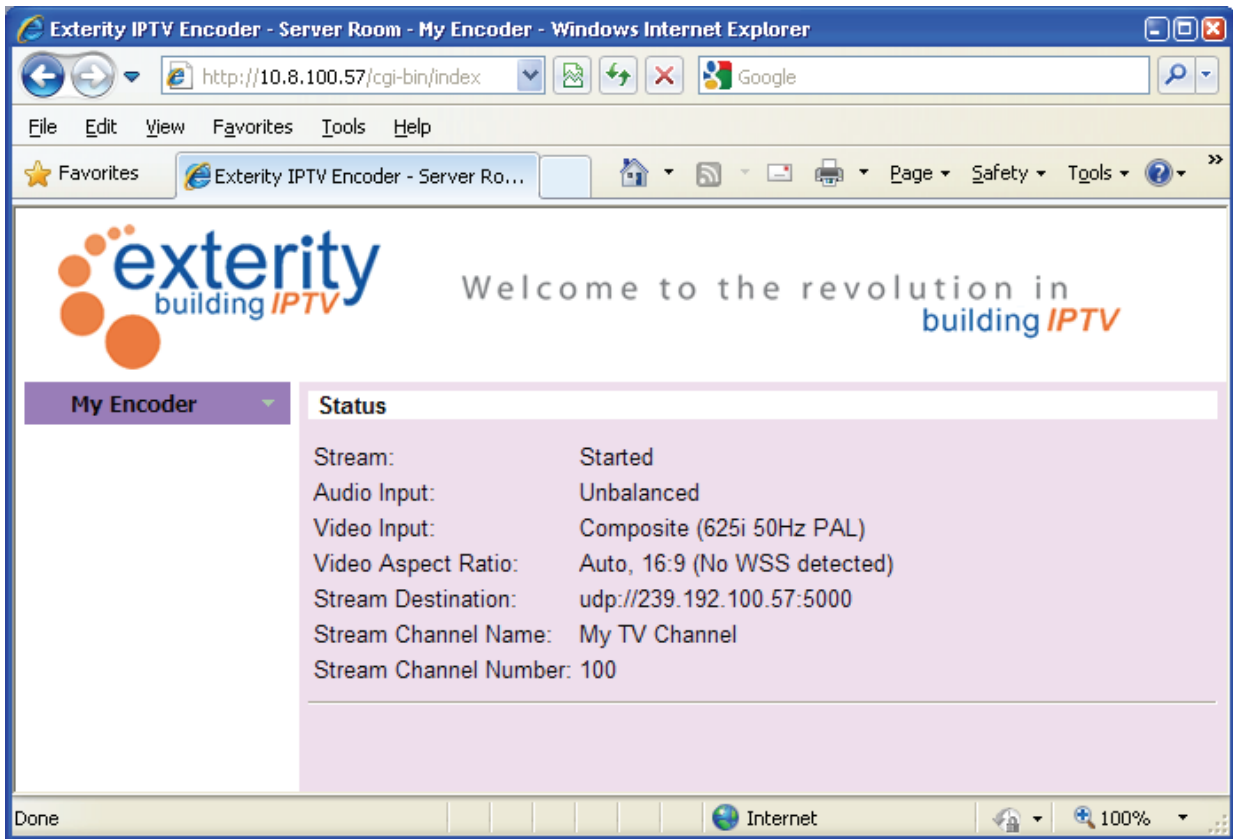 Exterity IPTV Encoder - Server Room - My Encoder - Windows Internet Explorer
http://10.8.100.57/cgi-bin/index
Google
File Edit View Favorites Tools Help
Favorites
Exterity IPTV Encoder - Server Ro...
Page Safety Tools »
exterity
building IPTV
Welcome to the revolution in
building IPTV
My Encoder
Status
Stream: Started
Audio Input: Unbalanced
Video Input: Composite (625i 50Hz PAL)
Video Aspect Ratio: Auto, 16:9 (No WSS detected)
Stream Destination: udp://239.192.100.57:5000
Stream Channel Name: My TV Channel
Stream Channel Number: 100
Done
Internet
100%